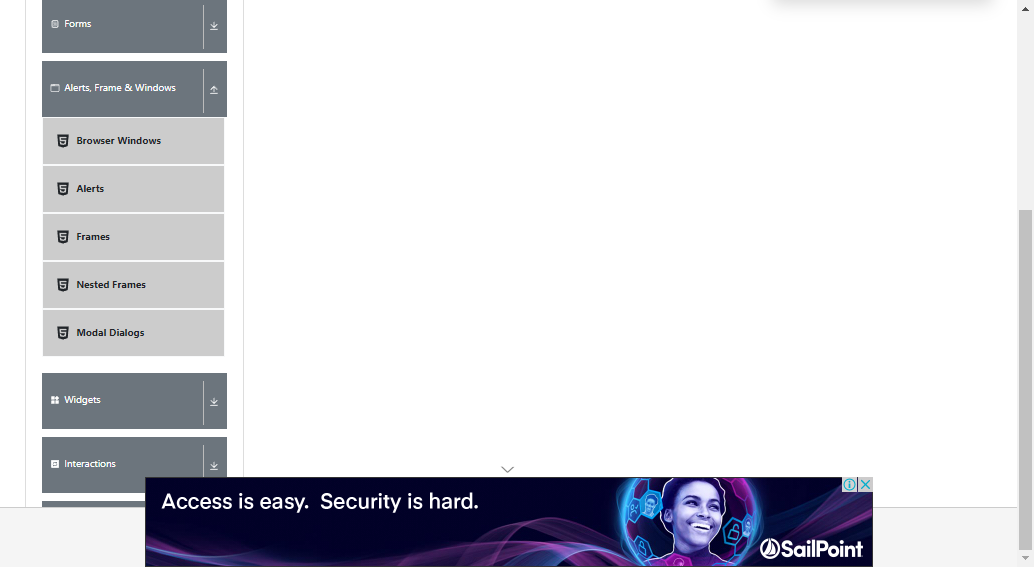 Forms
Alerts, Frame & Windows
Browser Windows
Alerts
Frames
Nested Frames
Modal Dialogs
Widgets
Interactions
Access is easy. Security is hard.
SailPoint